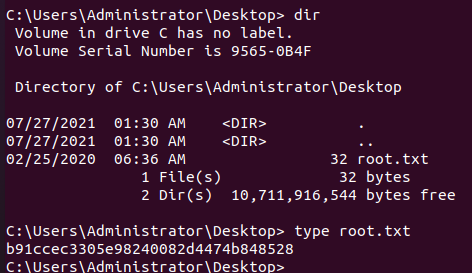 C:\Users\Administrator\Desktop> dir
 Volume in drive C has no label.
 Volume Serial Number is 9565-0B4F

 Directory of C:\Users\Administrator\Desktop

07/27/2021  01:30 AM    <DIR>          .
07/27/2021  01:30 AM    <DIR>          ..
02/25/2020  06:36 AM                32 root.txt
               1 File(s)             32 bytes
               2 Dir(s)  10,711,916,544 bytes free

C:\Users\Administrator\Desktop> type root.txt
b91ccec3305e98240082d4474b848528
C:\Users\Administrator\Desktop>